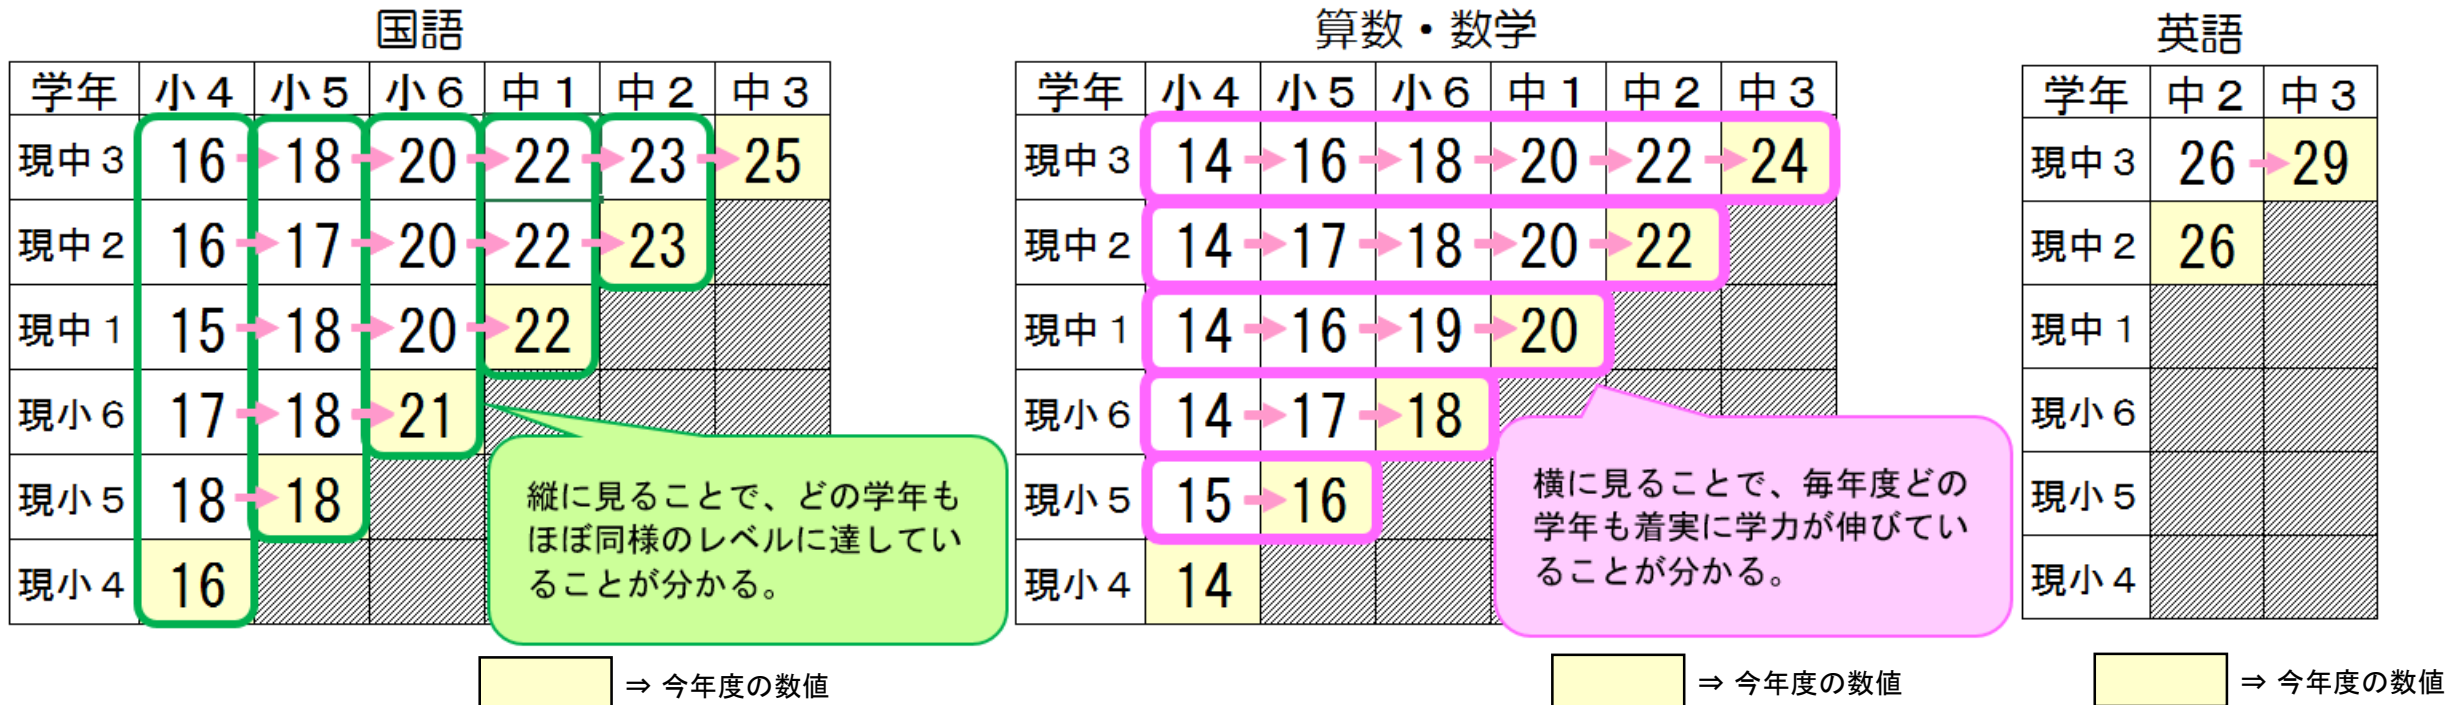 国語
学年 小４ 小５ 小６ 中１ 中２ 中３
現中３ 16 18 20 22 23 25
現中２ 16 17 20 22 23
現中１ 15 18 20 22
現小６ 17 18 21
現小５ 18 18
現小４ 16
縦に見ることで、どの学年も
ほぼ同様のレベルに達してい
ることが分かる。
⇒ 今年度の数値
算数・数学
学年 小４ 小５ 小６ 中１ 中２ 中３
現中３ 14 16 18 20 22 24
現中２ 14 17 18 20 22
現中１ 14 16 19 20
現小６ 14 17 18
現小５ 15 16
現小４ 14
横に見ることで、毎年度どの
学年も着実に学力が伸びてい
ることが分かる。
⇒ 今年度の数値
英語
学年 中２ 中３
現中３ 26 29
現中２ 26
現中１
現小６
現小５
現小４
⇒ 今年度の数値